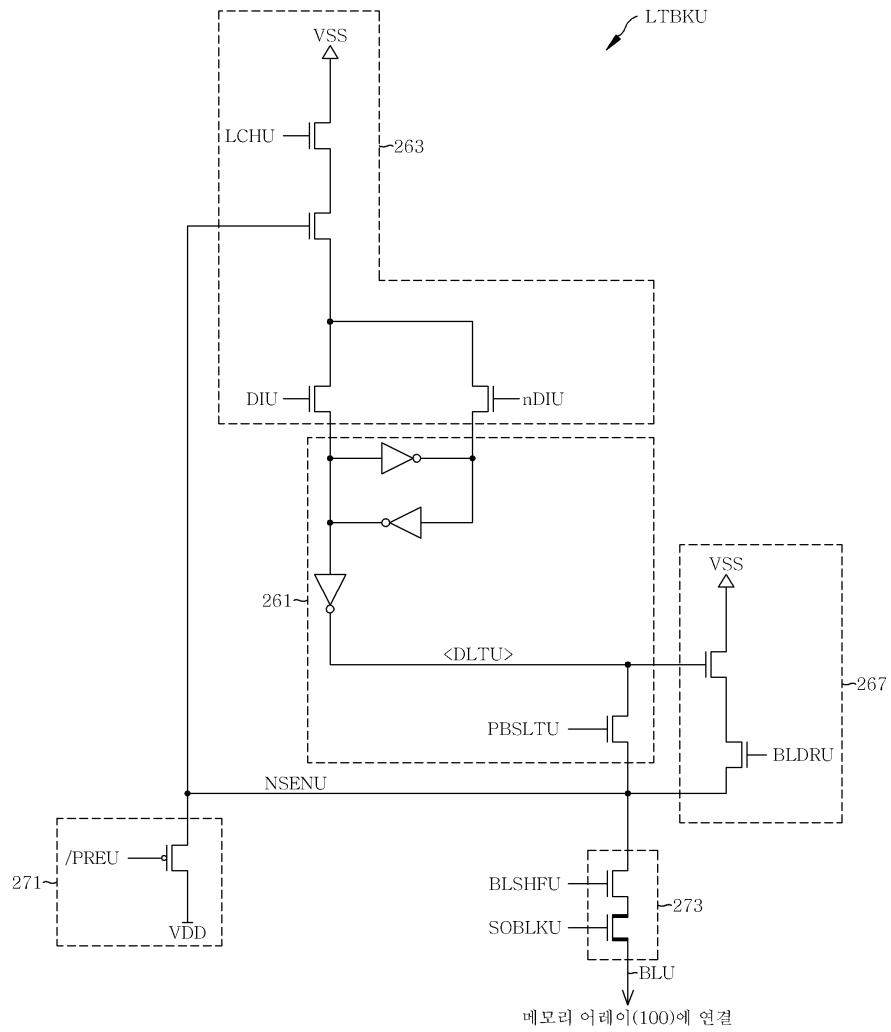 LTBKU
VSS
LCHU
263
DIU
nDIU
VSS
261
<DLTU>
267
PBSLTU
BLDRU
NSENU
/PREU
271
BLSHFU
273
SOBLKU
VDD
BLU
메모리 어레이(100)에 연결